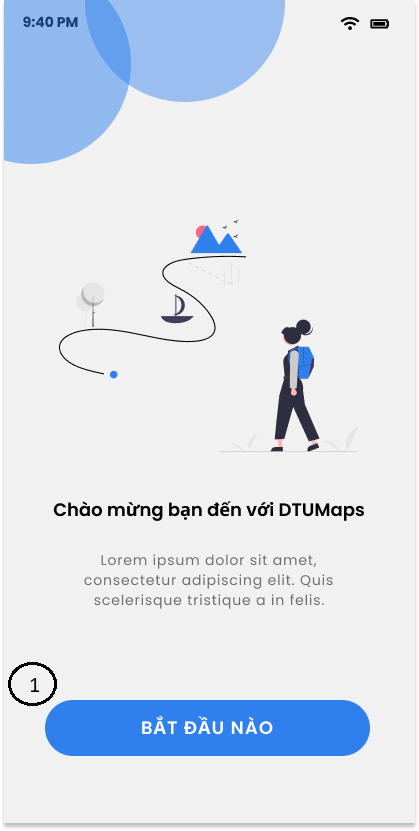 9:40 PM
Chào mừng bạn đến với DTUMaps
Lorem ipsum dolor sit amet,
consectetur adipiscing elit. Quis
scelerisque tristique a in felis.
1
BẮT ĐẦU NÀO